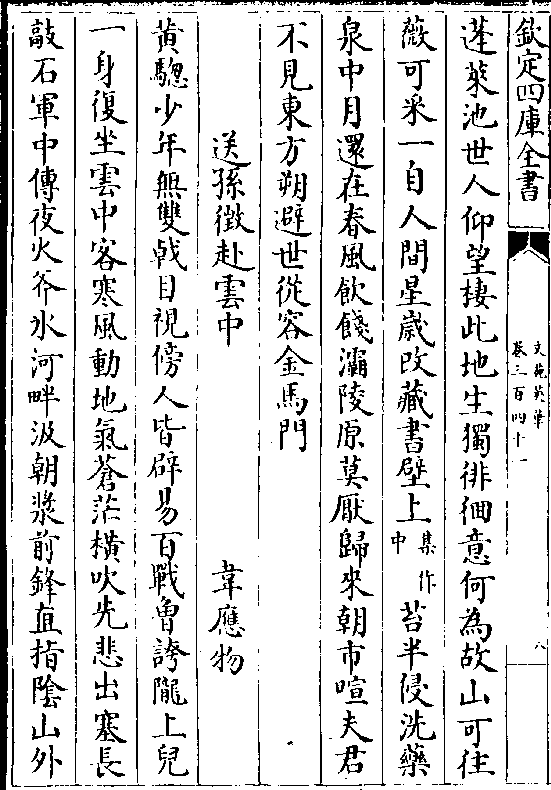 欽定四庫全書
文苑英華
卷三百四十一
八
蓬萊池世人仰望捿此地生獨徘徊意何為故山可往
薇可采一自人間星歲改藏書壁上集作中苔半侵洗藥
泉中月還在春風飲餞灞陵原莫厭歸來朝市喧夫君
不見東方朔避世從容金馬門
送孫徴赴雲中
韋應物
黄驄少年無雙戟目視傍人皆辟易百戰曽誇隴上兒
一身復坐雲中客寒風動地氣蒼茫横吹先悲出塞長
敲石軍中傳夜火斧氷河畔汲朝漿前鋒直指隂山外